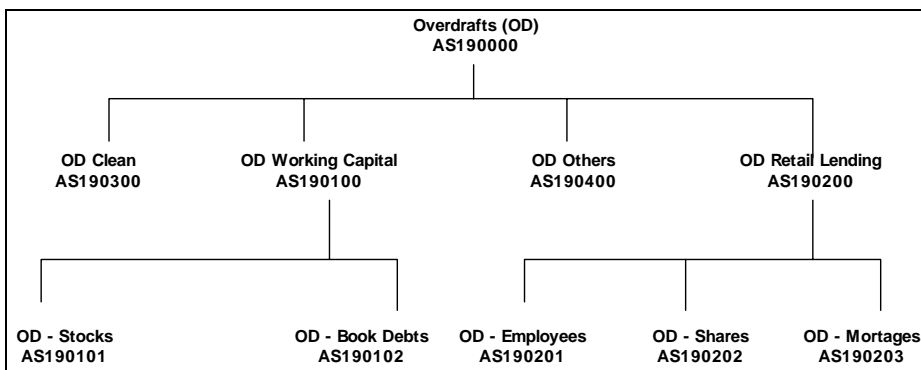 Overdrafts (OD)
AS190000
OD Clean
AS190300
OD Working Capital
AS190100
OD Others
AS190400
OD Retail Lending
AS190200
OD - Stocks
AS190101
OD - Book Debts
AS190102
OD - Employees
AS190201
OD - Shares
AS190202
OD - Mortages
AS190203